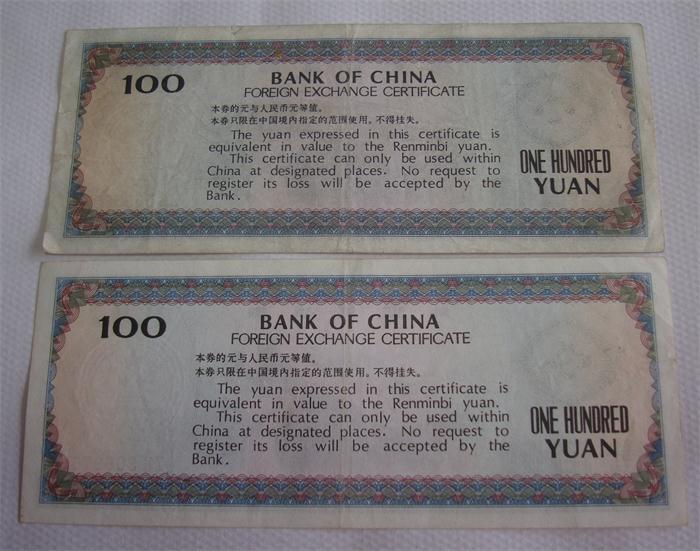 100
BANK OF CHINA
FOREIGN EXCHANGE CERTIFICATE
本券的元与人民币元等值。
本券只限在中国境内指定的范围使用。不得挂失。
The yuan expressed in this certificate is
equivalent in value to the Renminbi yuan.
This certificate can only be used within
China at designated places. No request to
register its loss will be accepted by the
Bank.
ONE HUNDRED
YUAN
100
BANK OF CHINA
FOREIGN EXCHANGE CERTIFICATE
本券的元与人民币元等值。
本券只限在中国境内指定的范围使用。不得挂失。
The yuan expressed in this certificate is
equivalent in value to the Renminbi yuan.
This certificate can only be used within
China at designated places. No request to
register its loss will be accepted by the
Bank.
ONE HUNDRED
YUAN